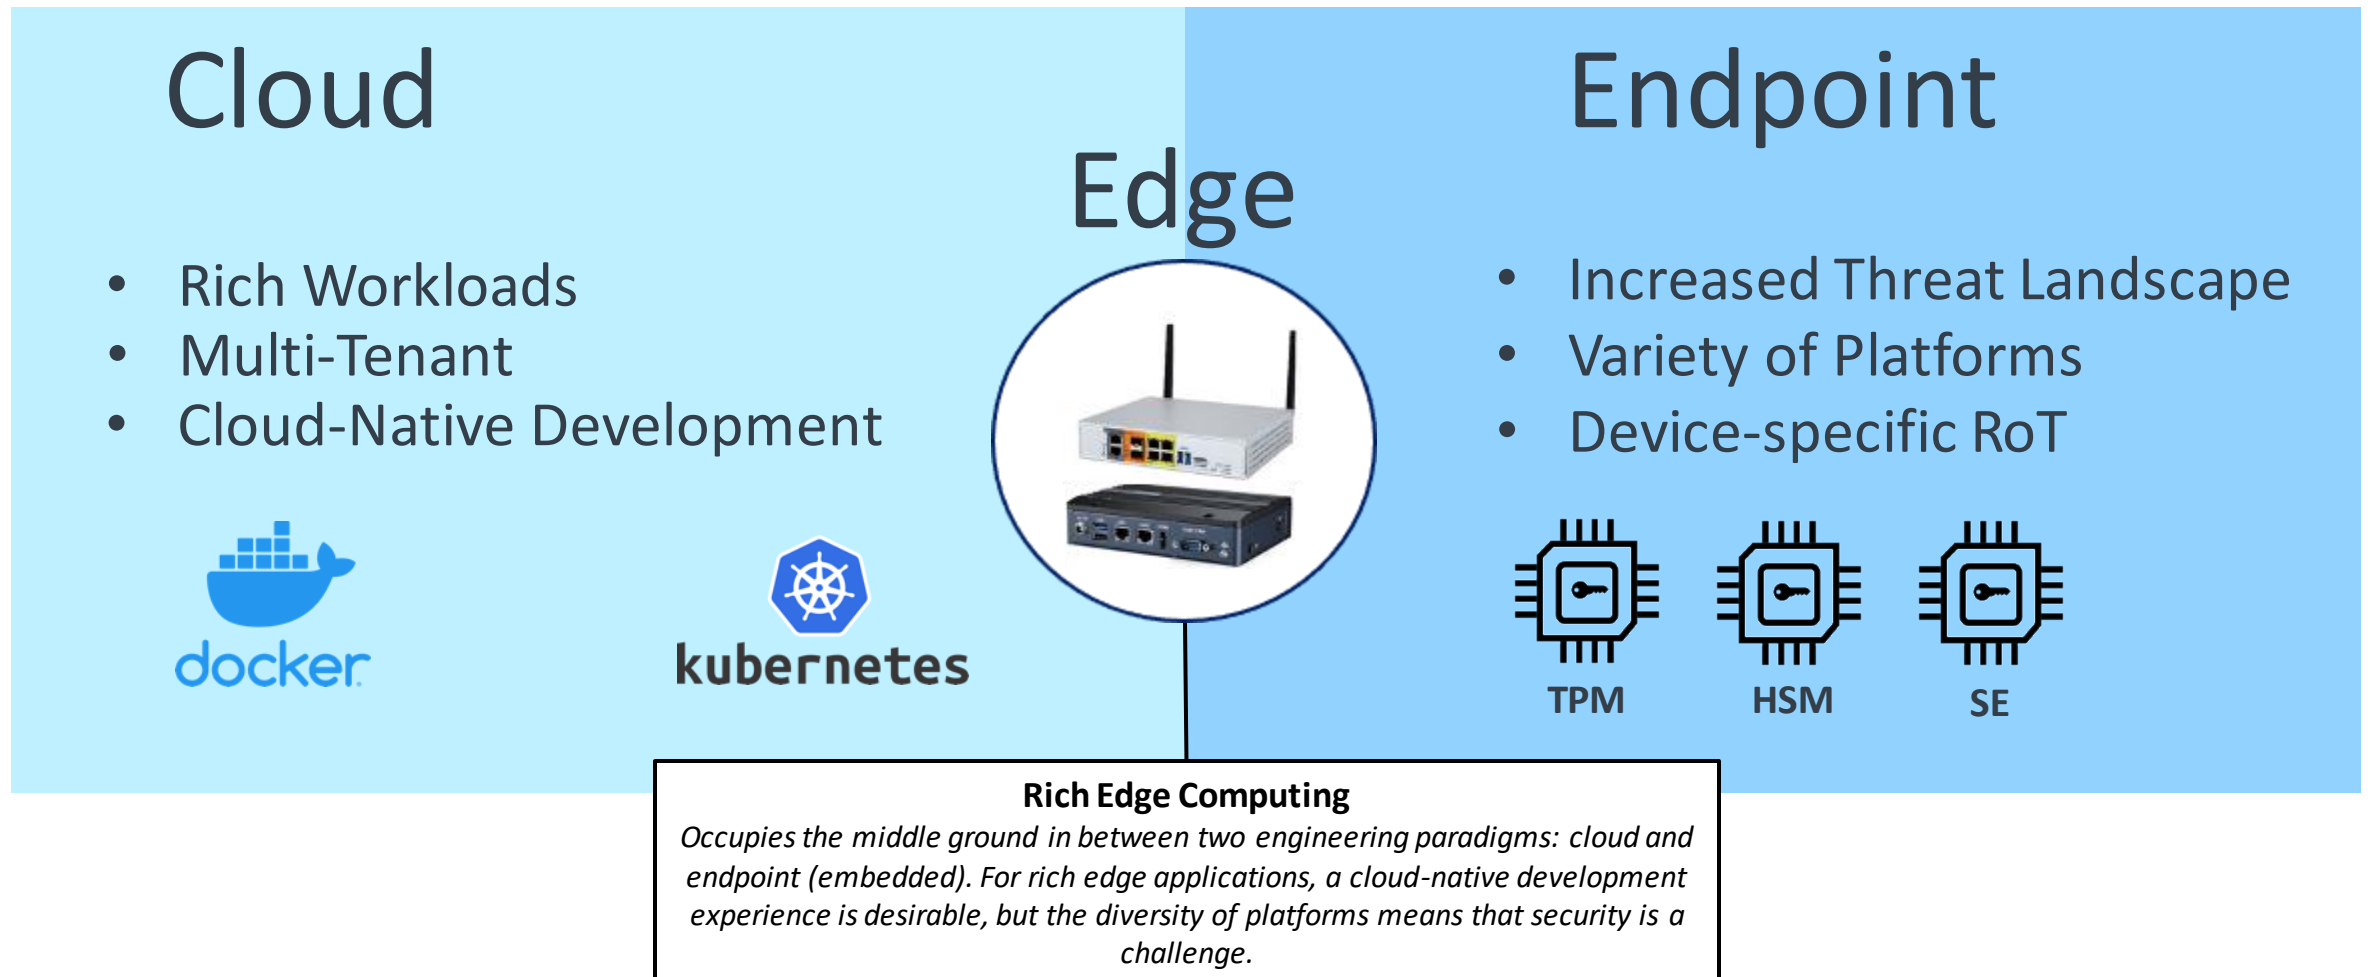 Cloud
Endpoint
Edge
• Rich Workloads
• Multi-Tenant
• Cloud-Native Development
• Increased Threat Landscape
• Variety of Platforms
• Device-specific RoT
docker
kubernetes
TPM
HSM
SE
Rich Edge Computing
Occupies the middle ground in between two engineering paradigms: cloud and
endpoint (embedded). For rich edge applications, a cloud-native development
experience is desirable, but the diversity of platforms means that security is a
challenge.